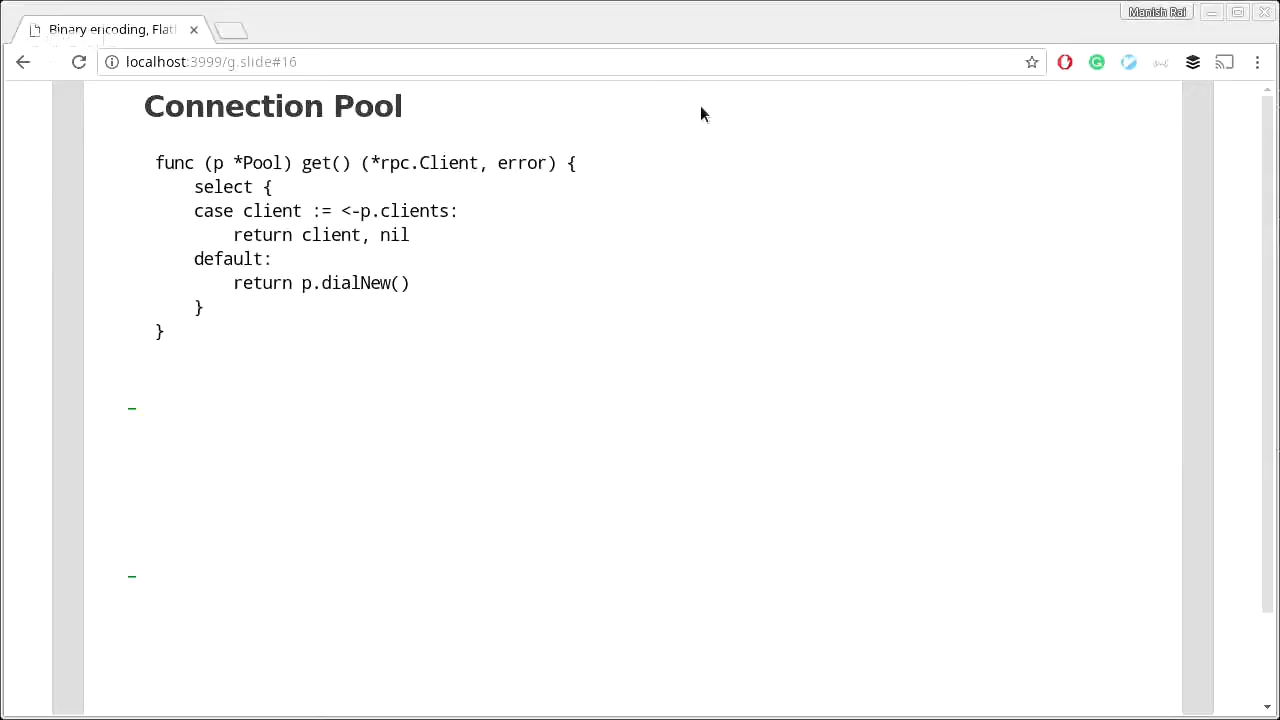 Manish Rai
Binary encoding, Flat
localhost:3999/g.slide#16
Connection Pool
func (p *Pool) get() (*rpc.Client, error) {
    select {
    case client := <-p.clients:
        return client, nil
    default:
        return p.dialNew()
    }
}